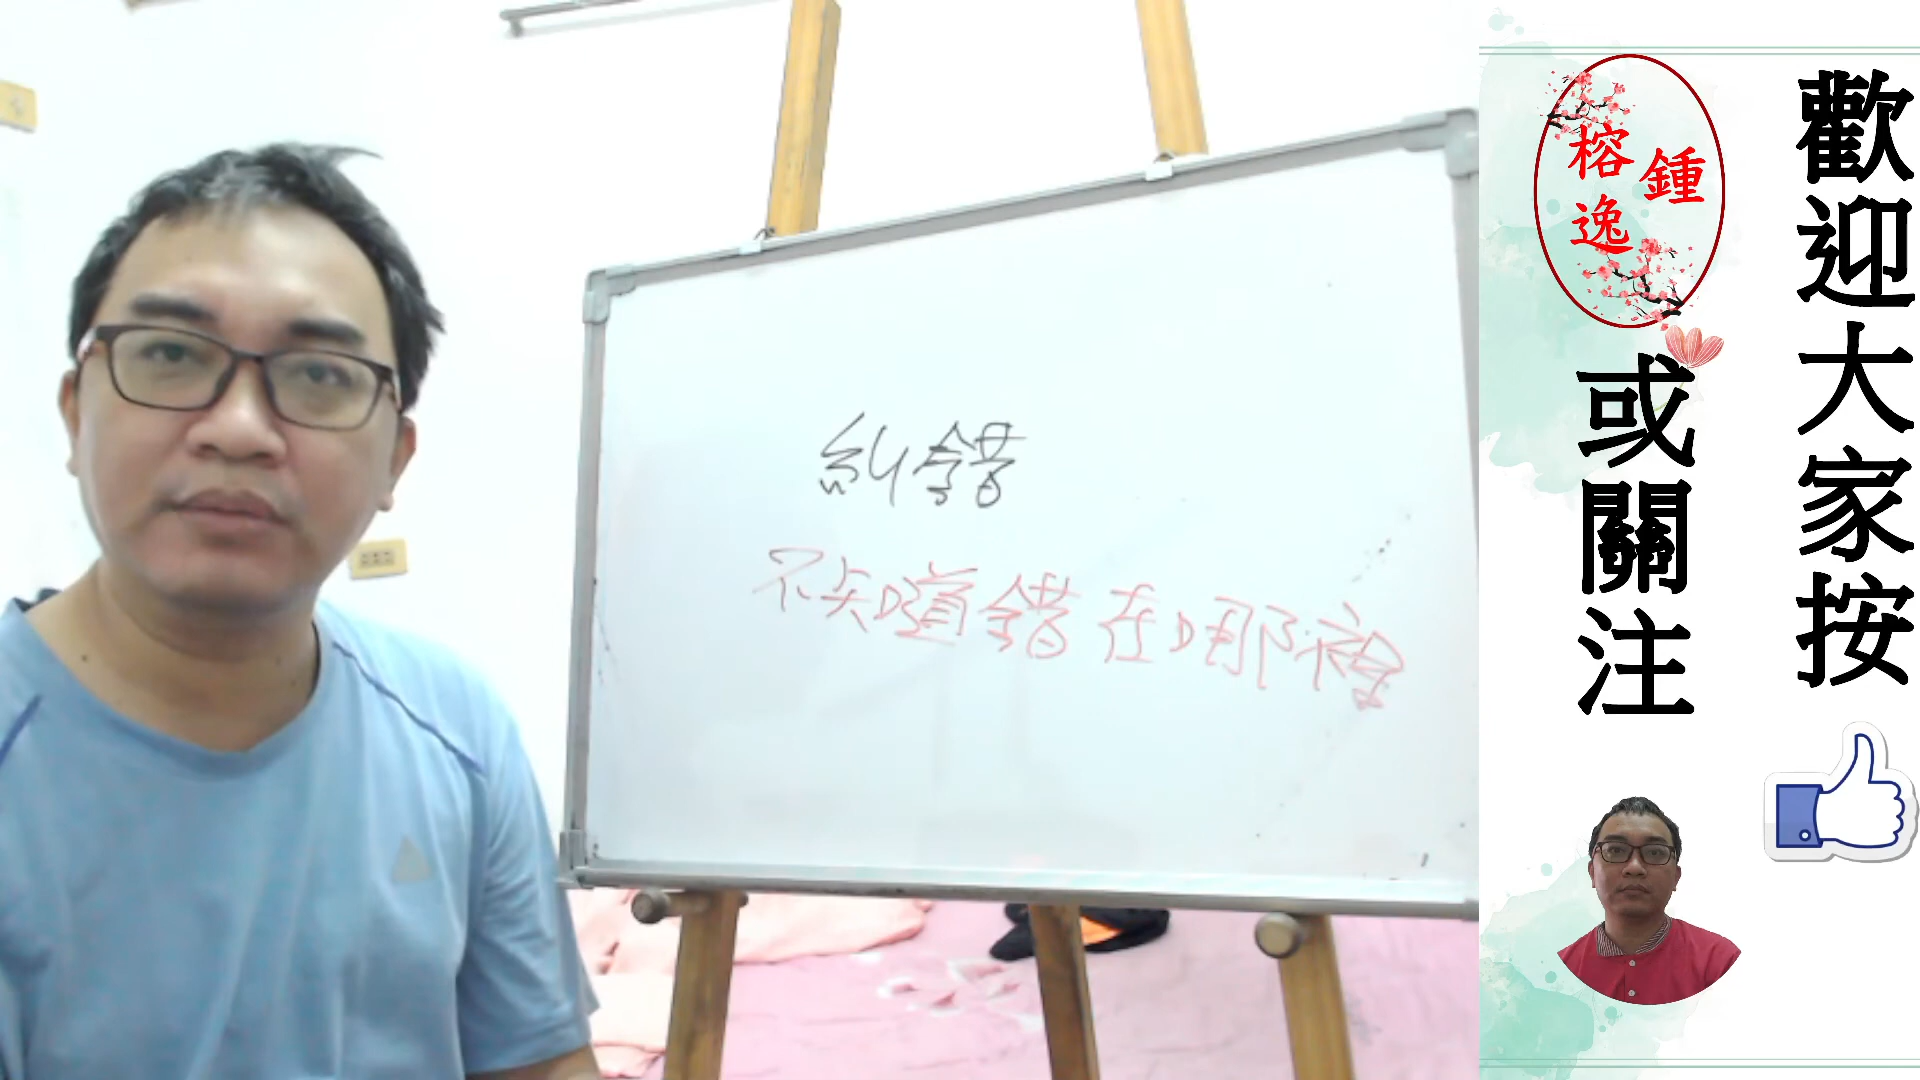 糾錯
不知道錯在哪裡
歡迎大家按
或關注
鍾
榕逸